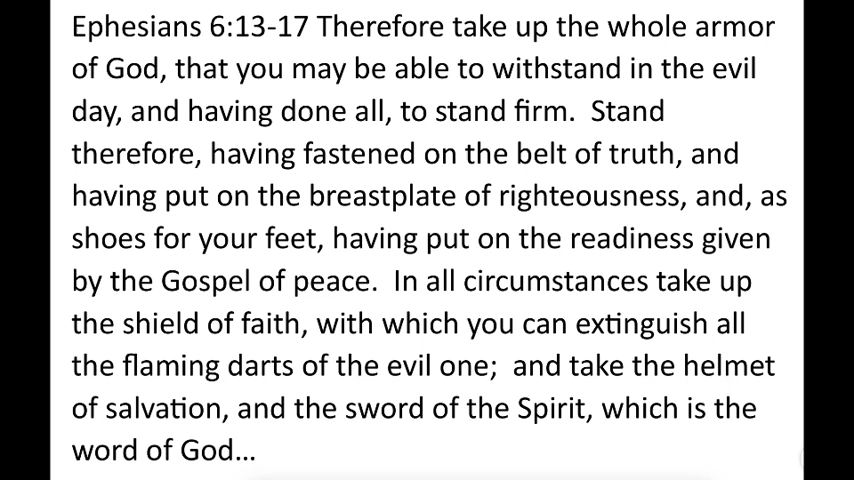 Ephesians 6:13-17 Therefore take up the whole armor
of God, that you may be able to withstand in the evil
day, and having done all, to stand firm.  Stand
therefore, having fastened on the belt of truth, and
having put on the breastplate of righteousness, and, as
shoes for your feet, having put on the readiness given
by the Gospel of peace.  In all circumstances take up
the shield of faith, with which you can extinguish all
the flaming darts of the evil one;  and take the helmet
of salvation, and the sword of the Spirit, which is the
word of God…